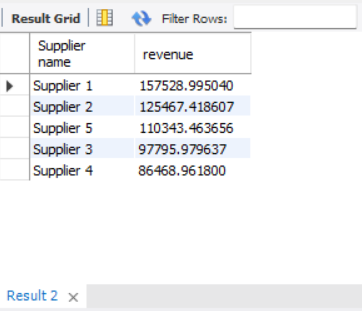 Result Grid Filter Rows:
Supplier
name revenue
Supplier 1 157528.995040
Supplier 2 125467.418607
Supplier 5 110343.463656
Supplier 3 97795.979637
Supplier 4 86468.961800
Result 2 ×